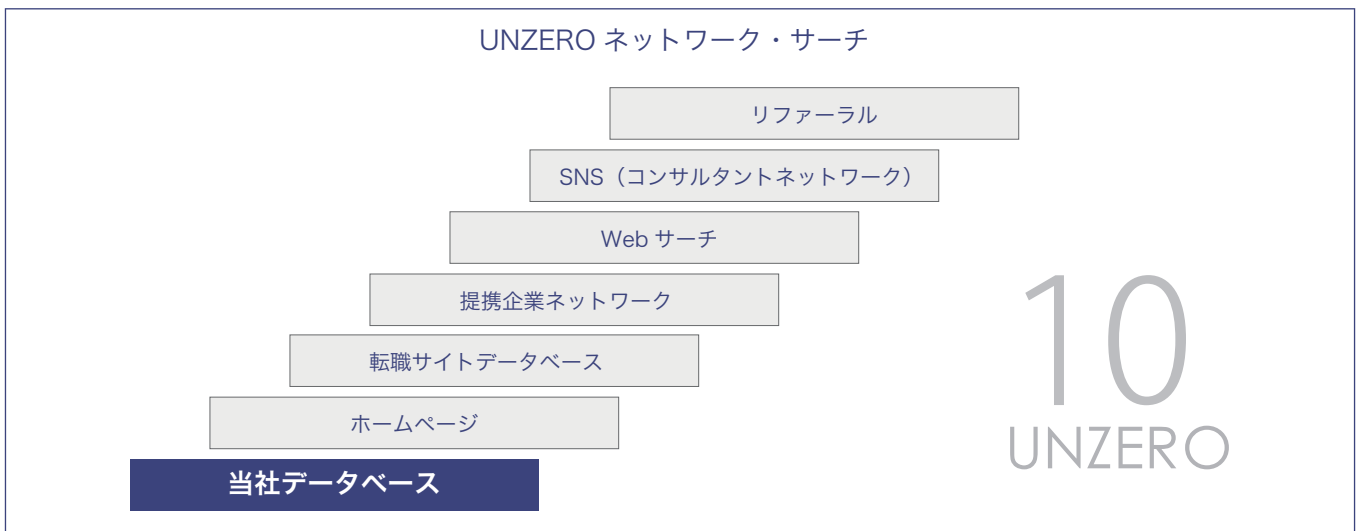 UNZERO ネットワーク・サーチ
リファーラル
SNS（コンサルタントネットワーク）
Web サーチ
提携企業ネットワーク
転職サイトデータベース
ホームページ
当社データベース
10
UNZERO